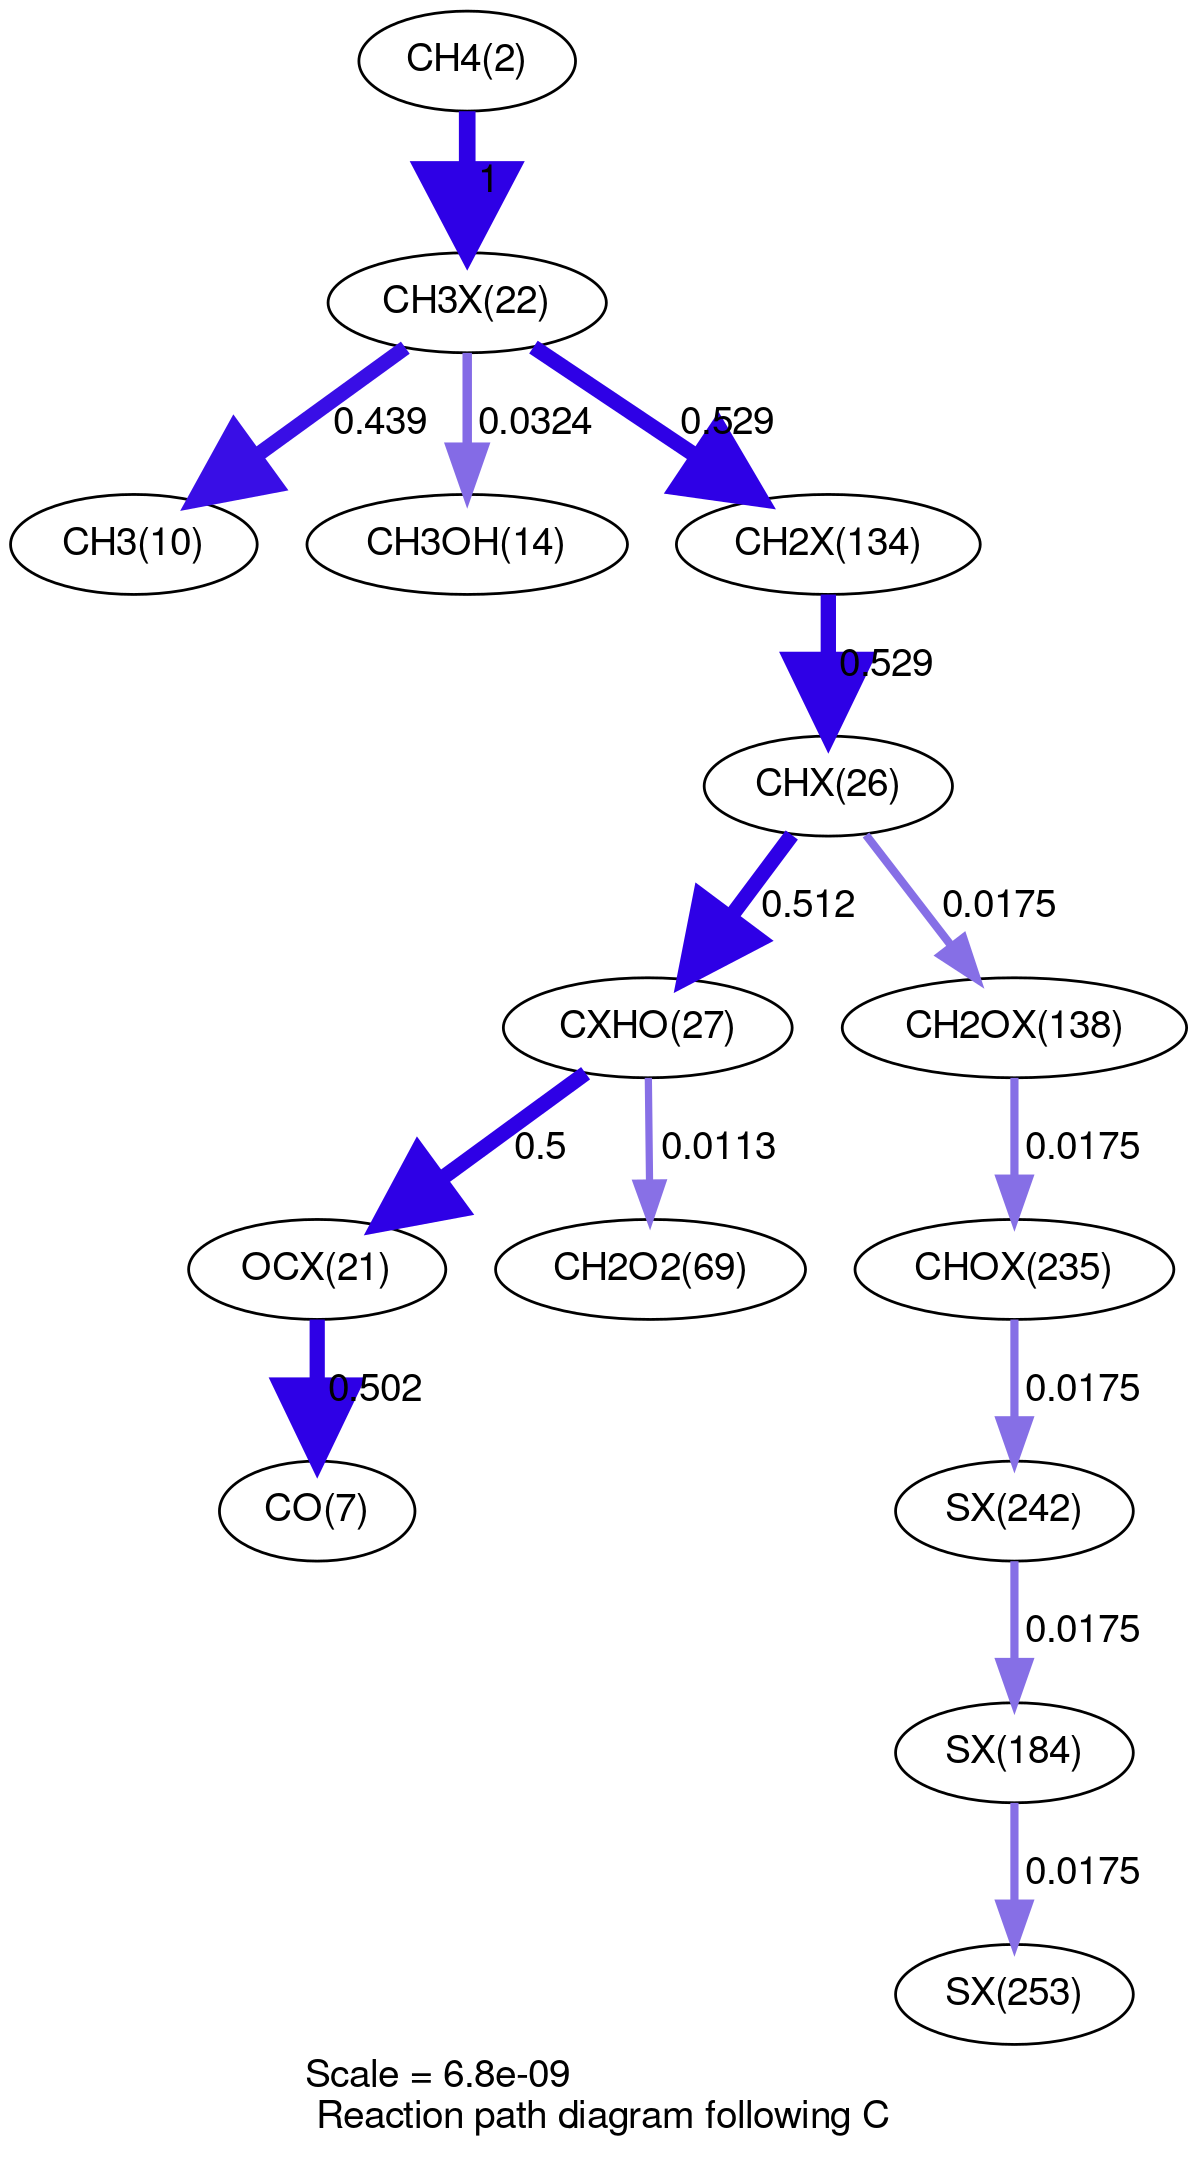 CH4(2)
1
CH3X(22)
0.439
0.0324
0.529
CH3(10)
CH3OH(14)
CH2X(134)
0.529
CHX(26)
0.512
0.0175
CXHO(27)
CH2OX(138)
0.5
0.0113
0.0175
OCX(21)
CH2O2(69)
CHOX(235)
0.502
0.0175
CO(7)
SX(242)
0.0175
SX(184)
0.0175
SX(253)
Scale = 6.8e-09
Reaction path diagram following C